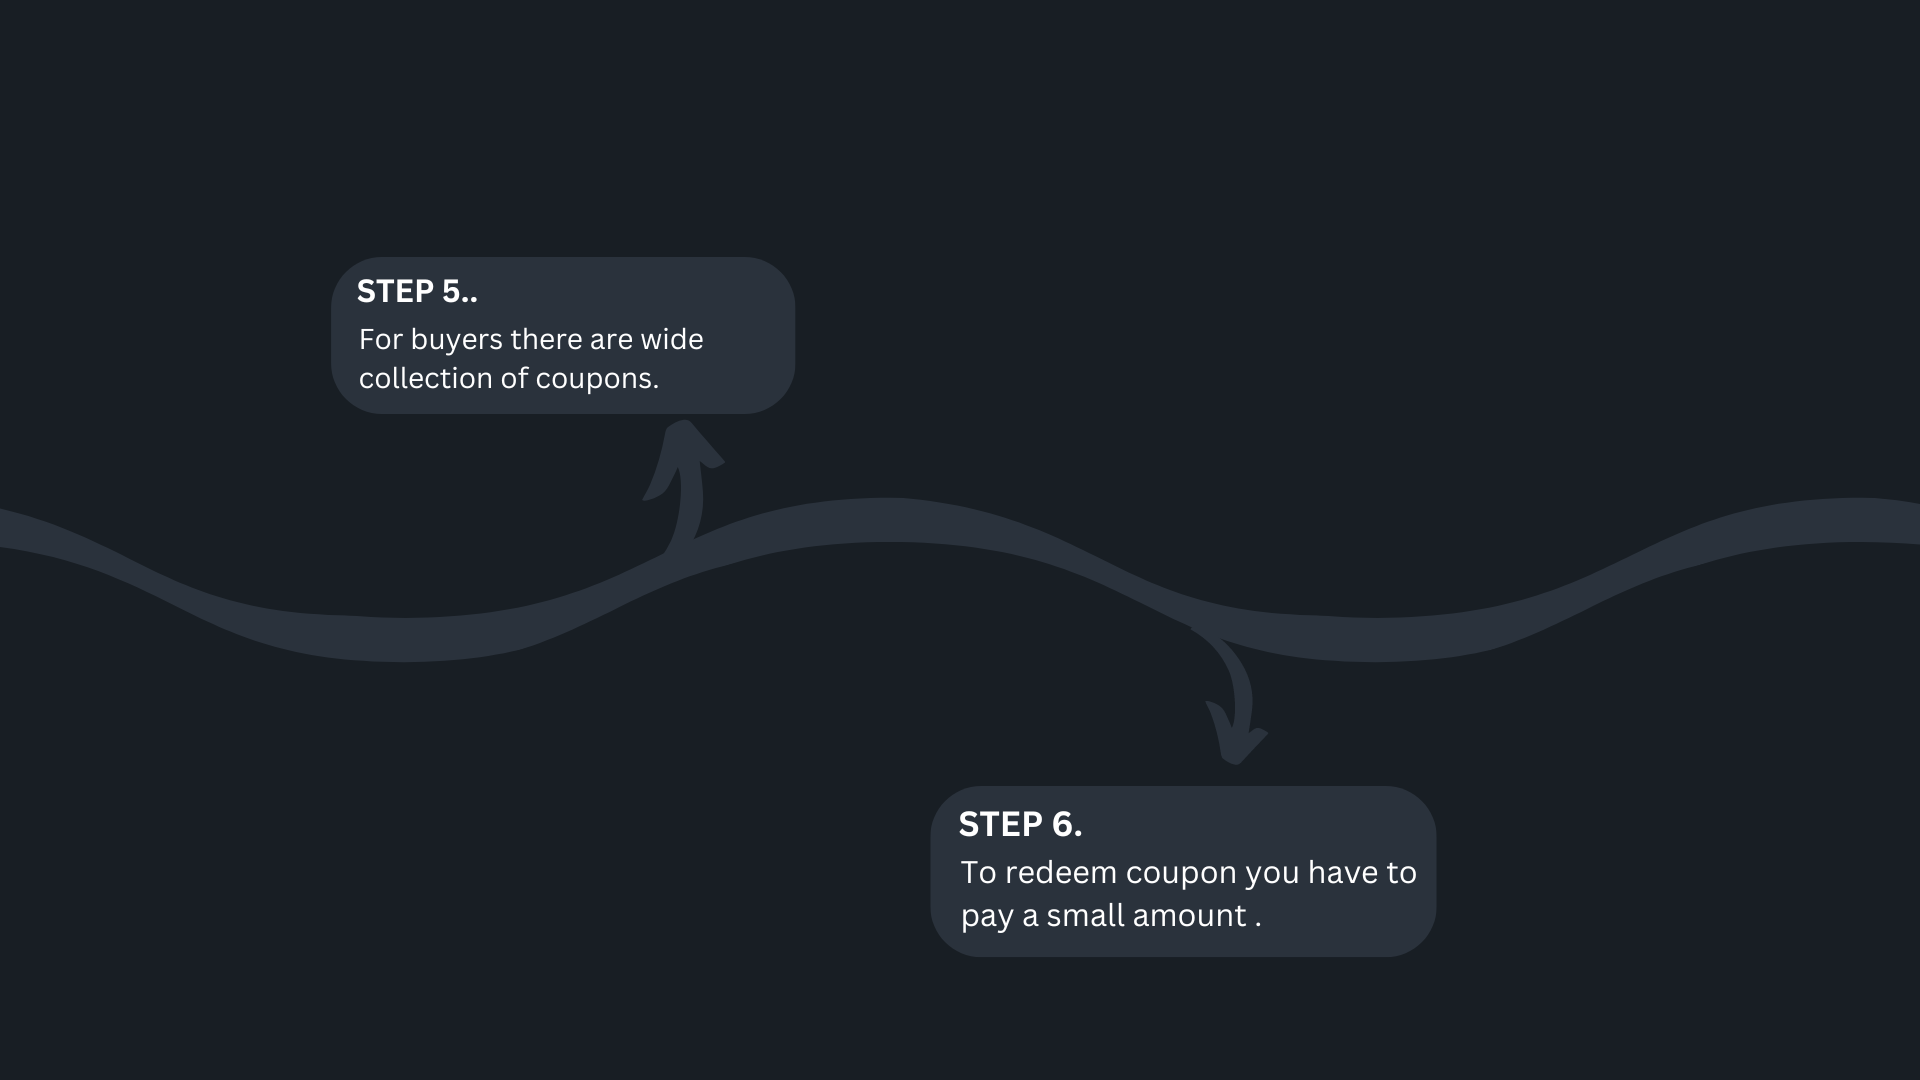 STEP 5..
For buyers there are wide
collection of coupons.
STEP 6.
To redeem coupon you have to
pay a small amount .